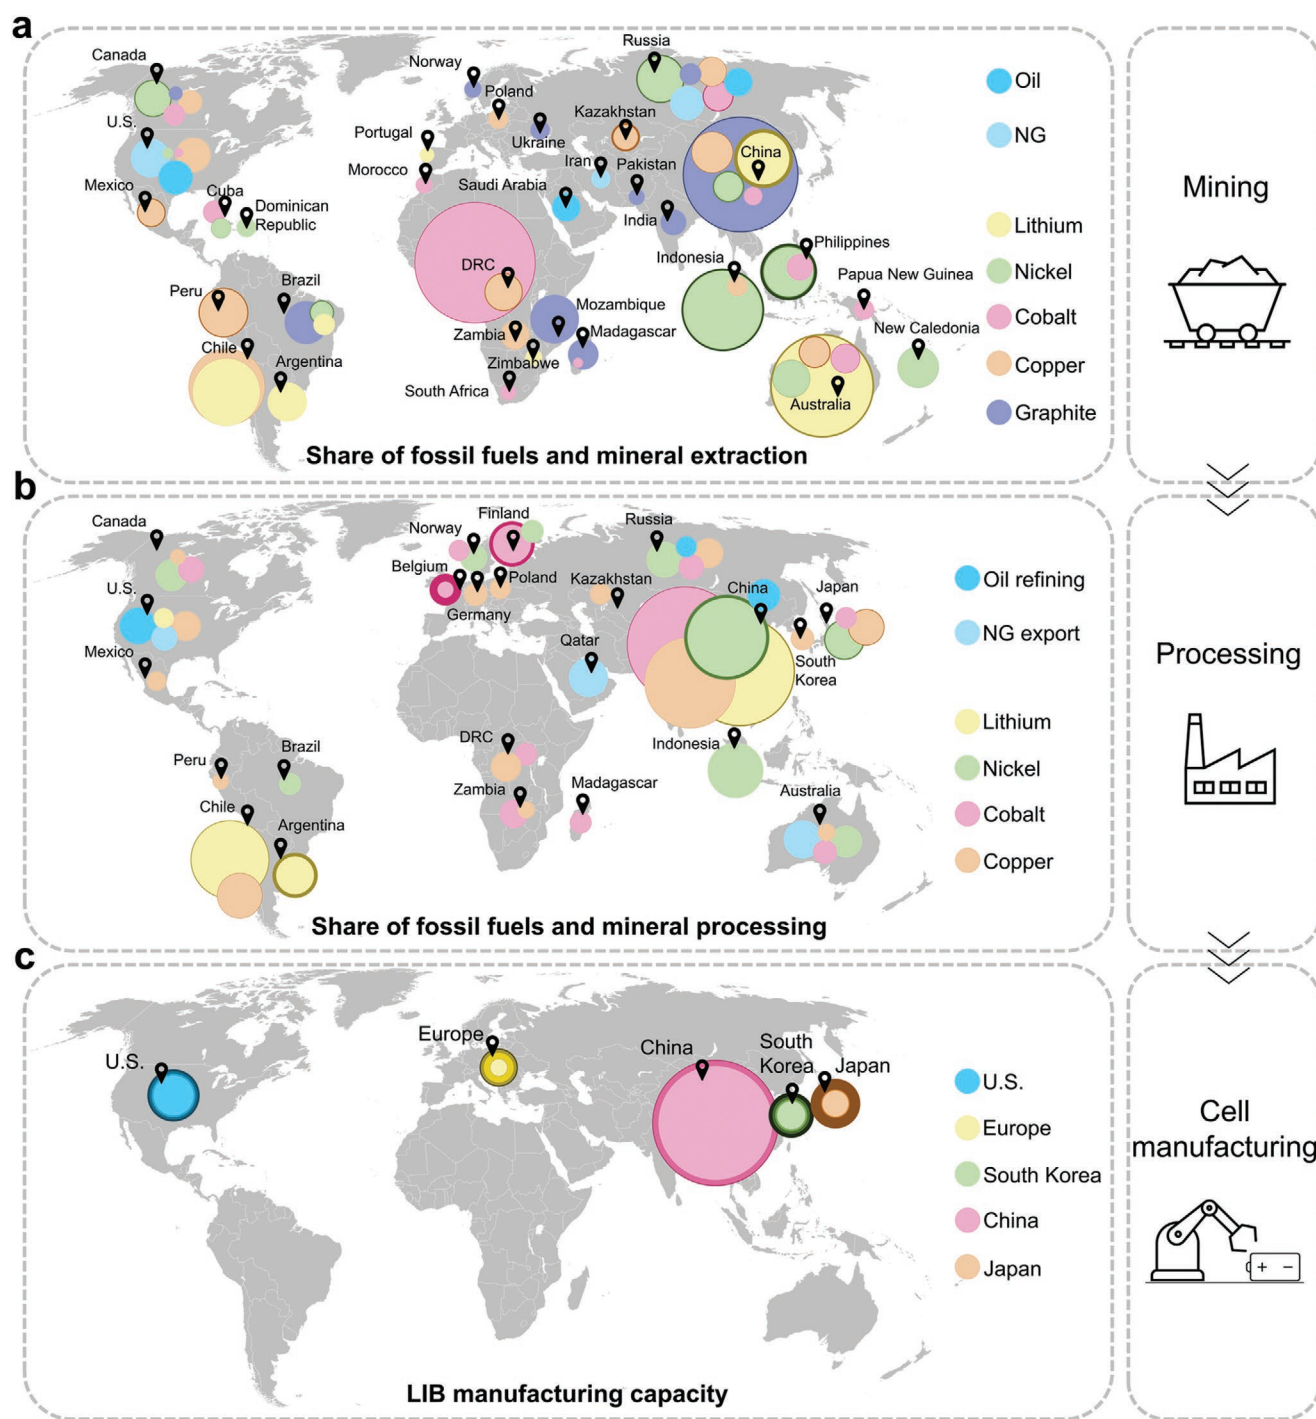 a
Canada
U.S.
Mexico
Cuba
Dominican
Republic
Peru
Brazil
Chile
Argentina
Norway
Poland
Ukraine
Portugal
Morocco
Saudi Arabia
Iran
Kazakhstan
Pakistan
India
Russia
China
DRC
Zambia
Zimbabwe
South Africa
Mozambique
Madagascar
Indonesia
Philippines
Papua New Guinea
New Caledonia
Australia
Oil
NG
Lithium
Nickel
Cobalt
Copper
Graphite
Share of fossil fuels and mineral extraction
Mining
b
Canada
U.S.
Mexico
Peru
Brazil
Chile
Argentina
Norway
Finland
Belgium
Poland
Germany
Kazakhstan
Russia
China
Japan
South
Korea
Qatar
DRC
Zambia
Madagascar
Indonesia
Australia
Oil refining
NG export
Lithium
Nickel
Cobalt
Copper
Share of fossil fuels and mineral processing
Processing
c
U.S.
Europe
China
South
Korea
Japan
U.S.
Europe
South Korea
China
Japan
LIB manufacturing capacity
Cell
manufacturing
+ −